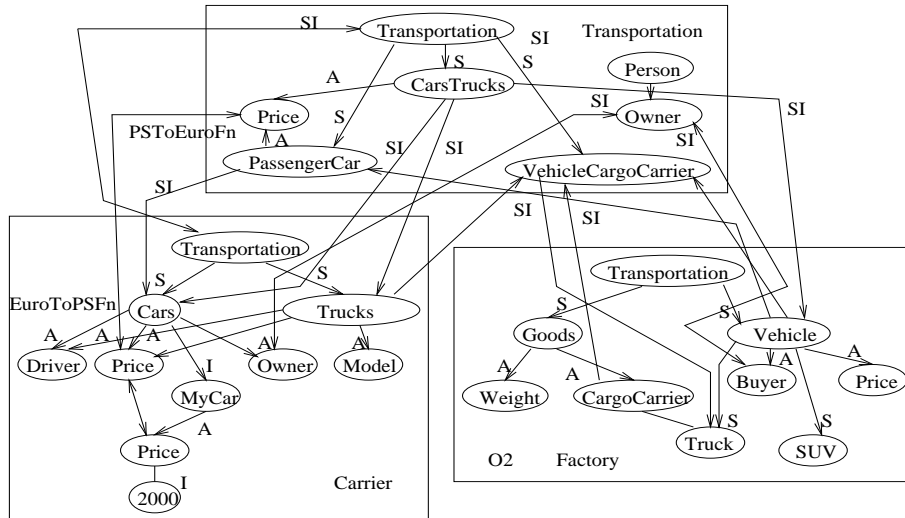 SI Transportation SI Transportation
S S
Person
A CarsTrucks
SI SI
Price Owner
PSToEuroFn S
A SI SI SI
PassengerCar VehicleCargoCarrier
SI
SI SI
Transportation
Transportation
EuroToPSFn S S
Cars Trucks
S S
Goods Vehicle
A A A A A
Driver Price Owner Model
I
A A A A
MyCar Weight CargoCarrier Buyer Price
A
Price
S S
Truck SUV
I
2000 Carrier
O2 Factory